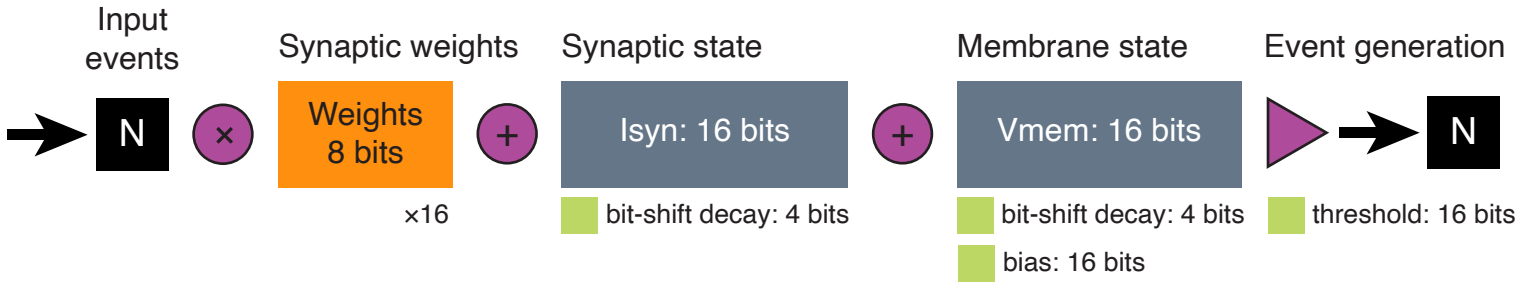 Input
events
Synaptic weights
Synaptic state
Membrane state
Event generation
N
×
Weights
8 bits
+
Isyn: 16 bits
+
Vmem: 16 bits
N
×16
bit-shift decay: 4 bits
bit-shift decay: 4 bits
threshold: 16 bits
bias: 16 bits